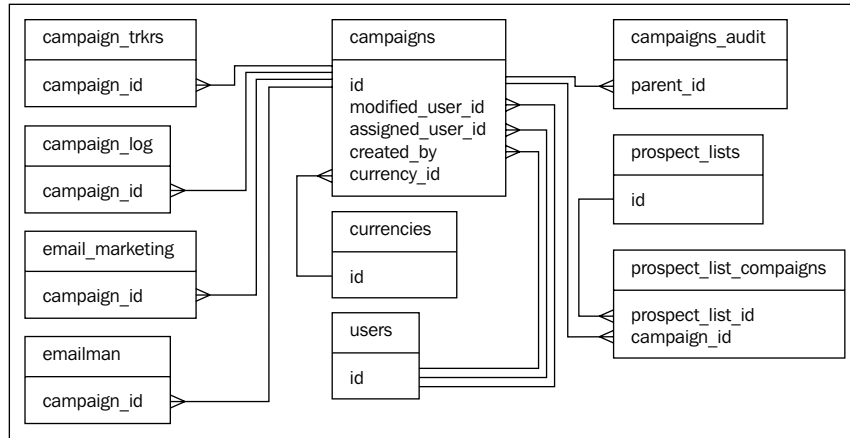 campaign_trkrs
campaign_id
campaign_log
campaign_id
email_marketing
campaign_id
emailman
campaign_id
campaigns
id
modified_user_id
assigned_user_id
created_by
currency_id
currencies
id
users
id
campaigns_audit
parent_id
prospect_lists
id
prospect_list_compaigns
prospect_list_id
campaign_id